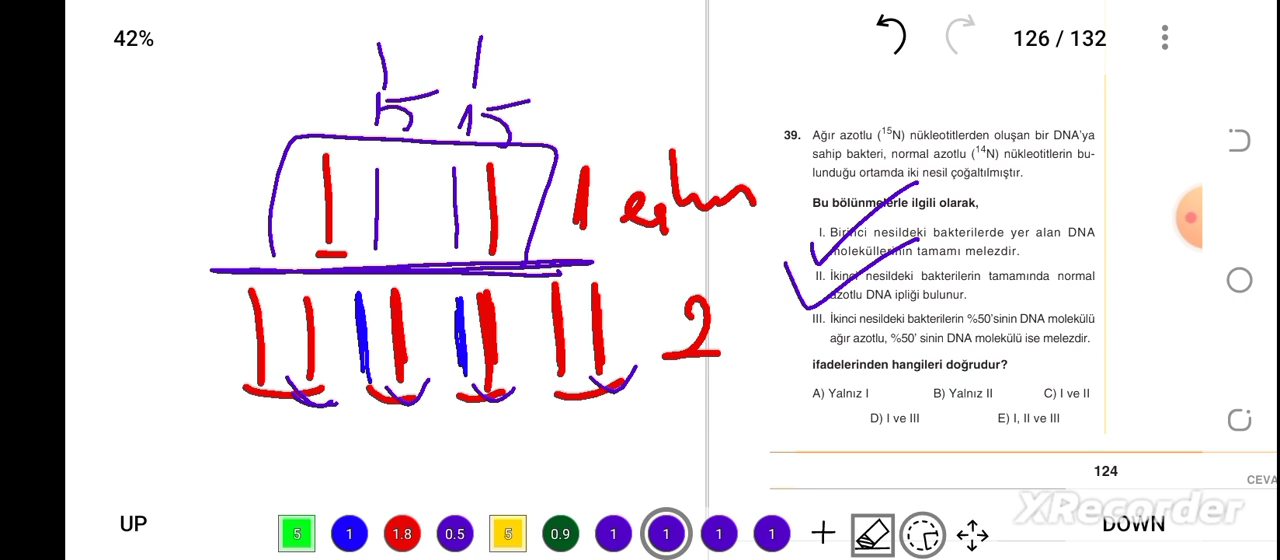 42%
126 / 132
15 15
1
2
39. Ağır azotlu (15N) nükleotitlerden oluşan bir DNA'ya
sahip bakteri, normal azotlu (14N) nükleotitlerin bu-
lunduğu ortamda iki nesil çoğaltılmıştır.
Bu bölünmelerle ilgili olarak,
I. Birinci nesildeki bakterilerde yer alan DNA
moleküllerinin tamamı melezdir.
II. İkinci nesildeki bakterilerin tamamında normal
azotlu DNA ipliği bulunur.
III. İkinci nesildeki bakterilerin %50'sinin DNA molekülü
ağır azotlu, %50' sinin DNA molekülü ise melezdir.
ifadelerinden hangileri doğrudur?
A) Yalnız I B) Yalnız II C) I ve II
D) I ve III E) I, II ve III
124
CEVA
XRecorder
UP
5 1 1.8 0.5 5 0.9 1 1 1 1
DOWN